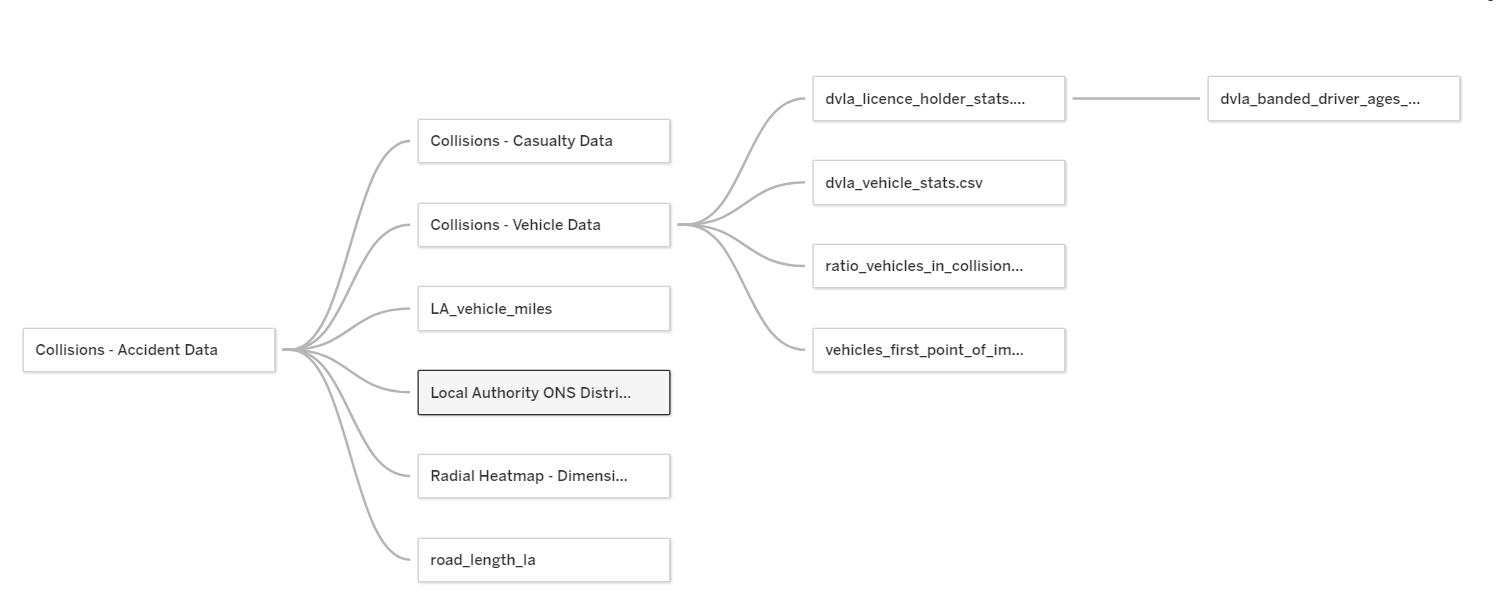 dvla_licence_holder_stats....
dvla_banded_driver_ages_...
Collisions - Casualty Data
dvla_vehicle_stats.csv
Collisions - Vehicle Data
ratio_vehicles_in_collision...
LA_vehicle_miles
Collisions - Accident Data
vehicles_first_point_of_im...
Local Authority ONS Distri...
Radial Heatmap - Dimensi...
road_length_la